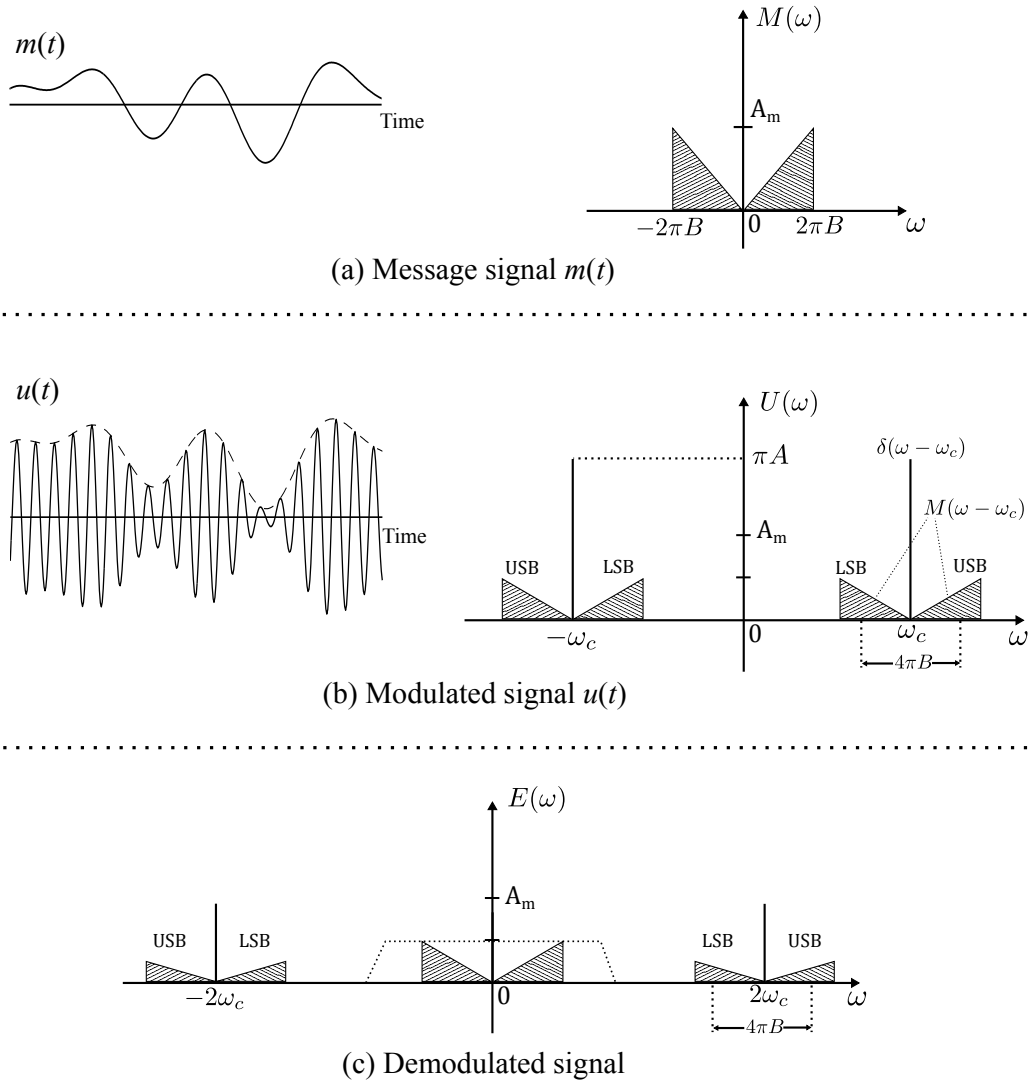 m(t)
Time
M(ω)
A_m
−2πB
0
2πB
ω
(a) Message signal m(t)
u(t)
Time
U(ω)
πA
δ(ω − ω_c)
A_m
M(ω − ω_c)
USB
LSB
LSB
USB
−ω_c
0
ω_c
ω
4πB
(b) Modulated signal u(t)
E(ω)
A_m
USB
LSB
LSB
USB
−2ω_c
0
2ω_c
ω
4πB
(c) Demodulated signal